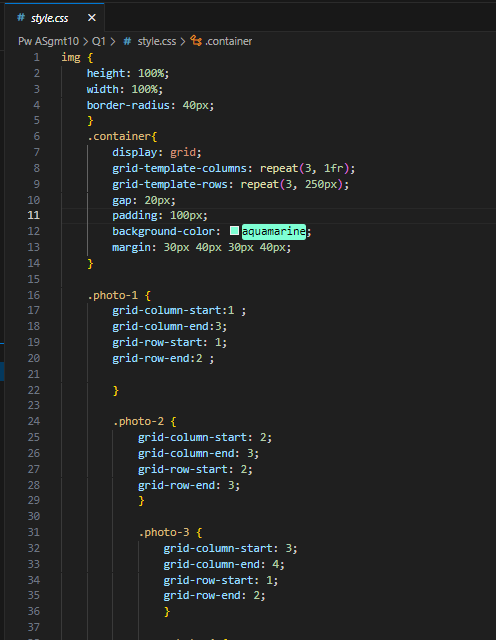 # style.css ×
Pw ASgmt10 > Q1 > # style.css > .container
1 img {
2 height: 100%;
3 width: 100%;
4 border-radius: 40px;
5 }
6 .container{
7 display: grid;
8 grid-template-columns: repeat(3, 1fr);
9 grid-template-rows: repeat(3, 250px);
10 gap: 20px;
11 padding: 100px;
12 background-color: aquamarine;
13 margin: 30px 40px 30px 40px;
14 }
15
16 .photo-1 {
17 grid-column-start:1 ;
18 grid-column-end:3;
19 grid-row-start: 1;
20 grid-row-end:2 ;
21
22 }
23
24 .photo-2 {
25 grid-column-start: 2;
26 grid-column-end: 3;
27 grid-row-start: 2;
28 grid-row-end: 3;
29 }
30
31 .photo-3 {
32 grid-column-start: 3;
33 grid-column-end: 4;
34 grid-row-start: 1;
35 grid-row-end: 2;
36 }
37